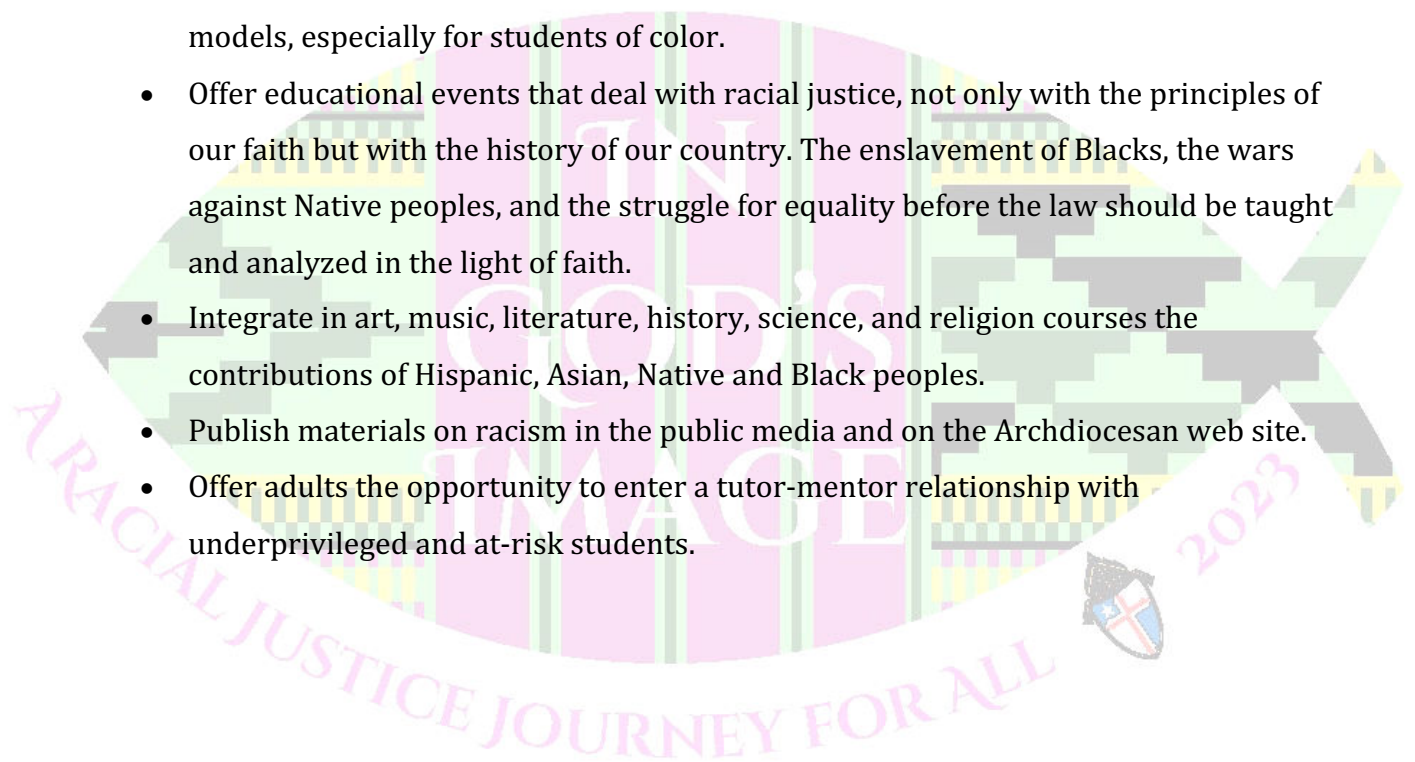 models, especially for students of color.
• Offer educational events that deal with racial justice, not only with the principles of
our faith but with the history of our country. The enslavement of Blacks, the wars
against Native peoples, and the struggle for equality before the law should be taught
and analyzed in the light of faith.
• Integrate in art, music, literature, history, science, and religion courses the
contributions of Hispanic, Asian, Native and Black peoples.
• Publish materials on racism in the public media and on the Archdiocesan web site.
• Offer adults the opportunity to enter a tutor-mentor relationship with
underprivileged and at-risk students.
IN
GOD'S
IMAGE
A RACIAL JUSTICE JOURNEY FOR ALL 2023